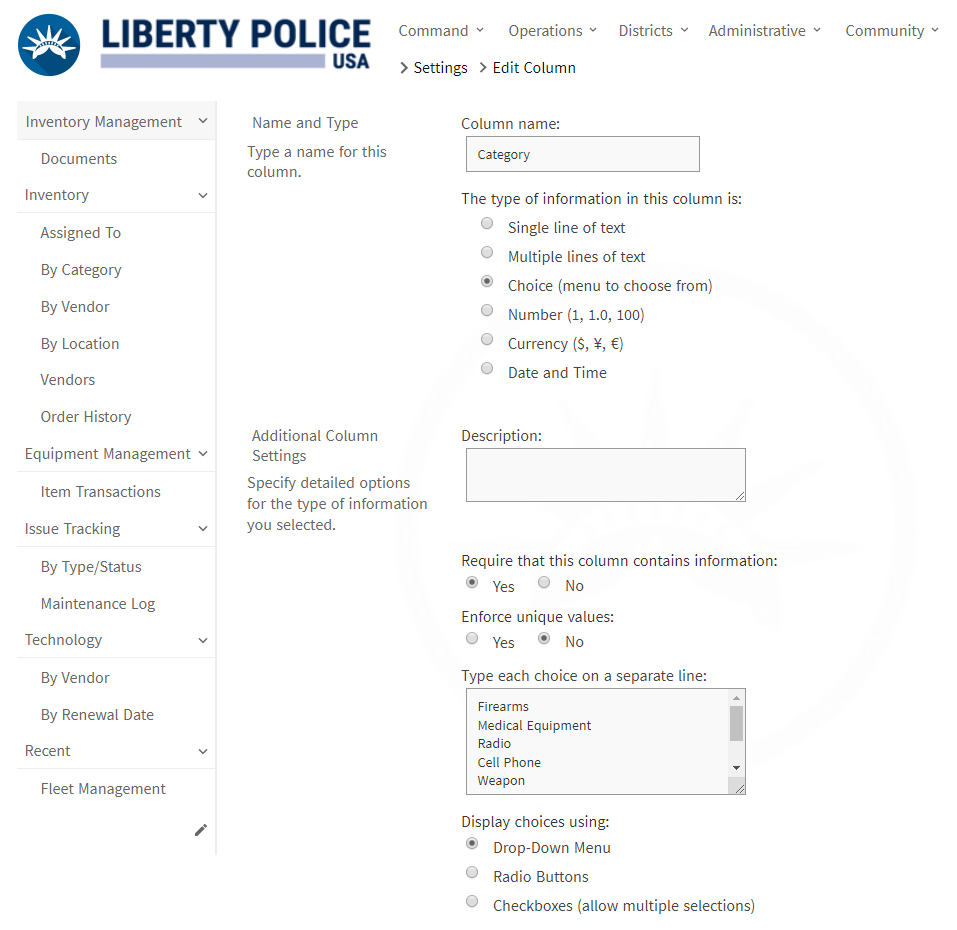 LIBERTY POLICE
USA
Command Operations Districts Administrative Community
Settings Edit Column
Inventory Management
Documents
Inventory
Assigned To
By Category
By Vendor
By Location
Vendors
Order History
Equipment Management
Item Transactions
Issue Tracking
By Type/Status
Maintenance Log
Technology
By Vendor
By Renewal Date
Recent
Fleet Management
Name and Type
Type a name for this
column.
Column name:
Category
The type of information in this column is:
Single line of text
Multiple lines of text
Choice (menu to choose from)
Number (1, 1.0, 100)
Currency ($, ¥, €)
Date and Time
Additional Column
Settings
Specify detailed options
for the type of information
you selected.
Description:
Require that this column contains information:
Yes No
Enforce unique values:
Yes No
Type each choice on a separate line:
Firearms
Medical Equipment
Radio
Cell Phone
Weapon
Display choices using:
Drop-Down Menu
Radio Buttons
Checkboxes (allow multiple selections)